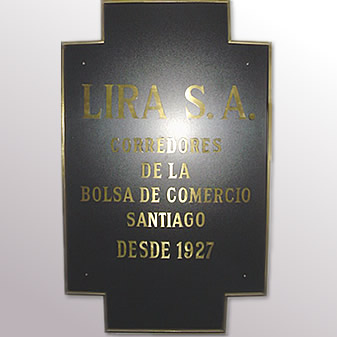 LIRA S. A.
CORREDORES
DE LA
BOLSA DE COMERCIO
SANTIAGO
DESDE 1927